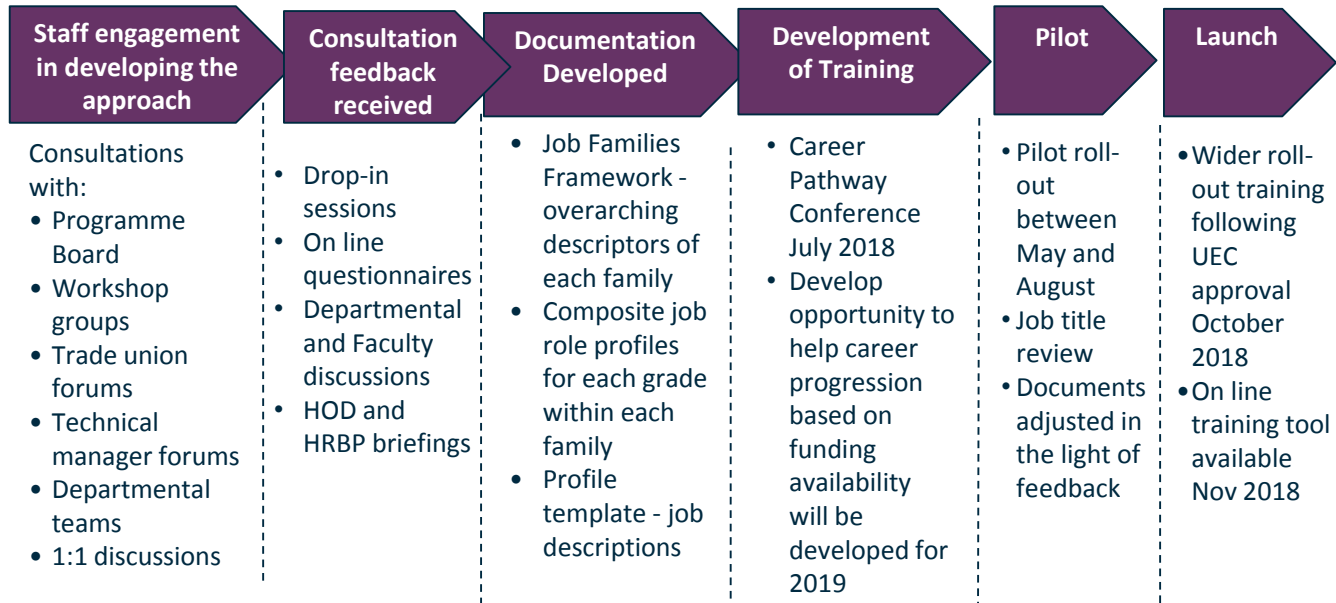 Staff engagement
in developing the
approach
Consultation
feedback
received
Documentation
Developed
Development
of Training
Pilot
Launch
Consultations
with:
• Programme
Board
• Workshop
groups
• Trade union
forums
• Technical
manager forums
• Departmental
teams
• 1:1 discussions
• Drop-in
sessions
• On line
questionnaires
• Departmental
and Faculty
discussions
• HOD and
HRBP briefings
• Job Families
Framework -
overarching
descriptors of
each family
• Composite job
role profiles
for each grade
within each
family
• Profile
template - job
descriptions
• Career
Pathway
Conference
July 2018
• Develop
opportunity to
help career
progression
based on
funding
availability
will be
developed for
2019
• Pilot roll-
out
between
May and
August
• Job title
review
• Documents
adjusted in
the light of
feedback
• Wider roll-
out training
following
UEC
approval
October
2018
• On line
training tool
available
Nov 2018